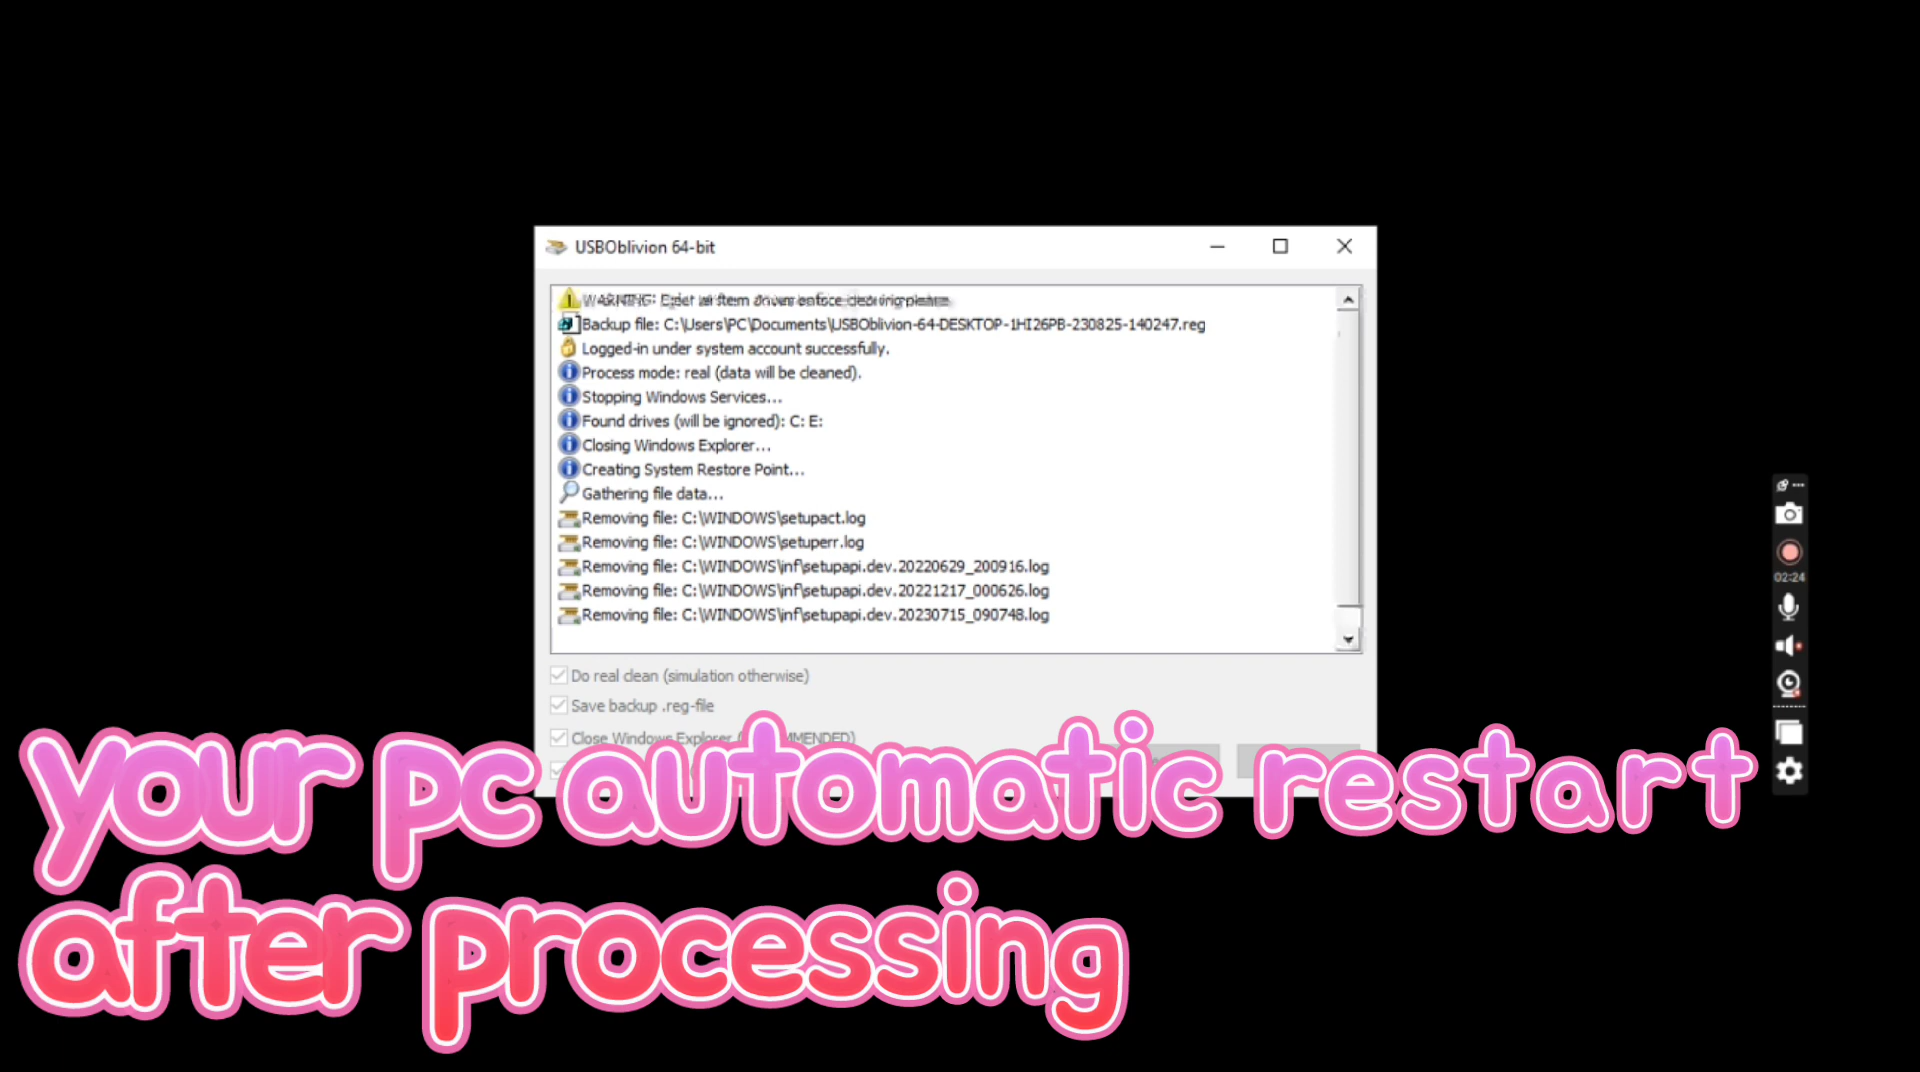 USBOblivion 64-bit
WARNING:
Backup file: C:\Users\PC\Documents\USBOblivion-64-DESKTOP-1HI26PB-230825-140247.reg
Logged-in under system account successfully.
Process mode: real (data will be cleaned).
Stopping Windows Services...
Found drives (will be ignored): C: E:
Closing Windows Explorer...
Creating System Restore Point...
Gathering file data...
Removing file: C:\WINDOWS\setupact.log
Removing file: C:\WINDOWS\setuperr.log
Removing file: C:\WINDOWS\inf\setupapi.dev.20220629_200916.log
Removing file: C:\WINDOWS\inf\setupapi.dev.20221217_000626.log
Removing file: C:\WINDOWS\inf\setupapi.dev.20230715_090748.log
02:24
Do real clean (simulation otherwise)
Save backup .reg-file
Close Windows Explorer
your pc automatic restart
after processing